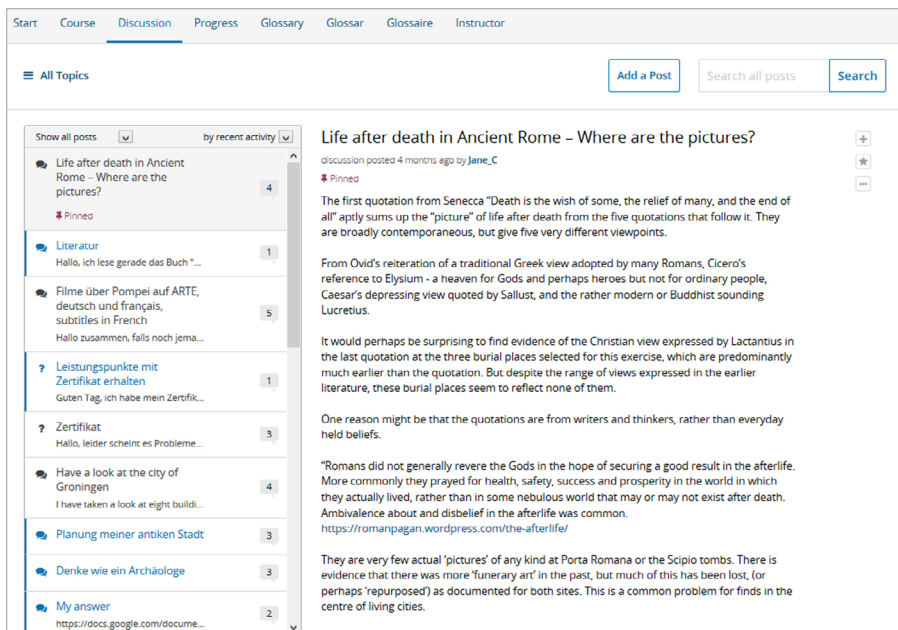 Start Course Discussion Progress Glossary Glossar Glossaire Instructor
All Topics
Add a Post
Search all posts
Search
Show all posts
by recent activity
Life after death in Ancient
Rome – Where are the
pictures?
4
Pinned
Literatur
Hallo, ich lese gerade das Buch "...
1
Filme über Pompei auf ARTE,
deutsch und français,
subtitles in French
Hallo zusammen, falls noch jema...
5
Leistungspunkte mit
Zertifikat erhalten
Guten Tag, ich habe mein Zertifik...
1
Zertifikat
Hallo, leider scheint es Probleme...
3
Have a look at the city of
Groningen
I have taken a look at eight buildi...
4
Planung meiner antiken Stadt
3
Denke wie ein Archäologe
3
My answer
https://docs.google.com/docume...
2
Life after death in Ancient Rome – Where are the pictures?
discussion posted 4 months ago by Jane_C
Pinned
The first quotation from Senecca "Death is the wish of some, the relief of many, and the end of
all" aptly sums up the "picture" of life after death from the five quotations that follow it. They
are broadly contemporaneous, but give five very different viewpoints.
From Ovid's reiteration of a traditional Greek view adopted by many Romans, Cicero's
reference to Elysium - a heaven for Gods and perhaps heroes but not for ordinary people,
Caesar's depressing view quoted by Sallust, and the rather modern or Buddhist sounding
Lucretius.
It would perhaps be surprising to find evidence of the Christian view expressed by Lactantius in
the last quotation at the three burial places selected for this exercise, which are predominantly
much earlier than the quotation. But despite the range of views expressed in the earlier
literature, these burial places seem to reflect none of them.
One reason might be that the quotations are from writers and thinkers, rather than everyday
held beliefs.
"Romans did not generally revere the Gods in the hope of securing a good result in the afterlife.
More commonly they prayed for health, safety, success and prosperity in the world in which
they actually lived, rather than in some nebulous world that may or may not exist after death.
Ambivalence about and disbelief in the afterlife was common.
https://romanpagan.wordpress.com/the-afterlife/
They are very few actual 'pictures' of any kind at Porta Romana or the Scipio tombs. There is
evidence that there was more 'funerary art' in the past, but much of this has been lost, (or
perhaps 'repurposed') as documented for both sites. This is a common problem for finds in the
centre of living cities.